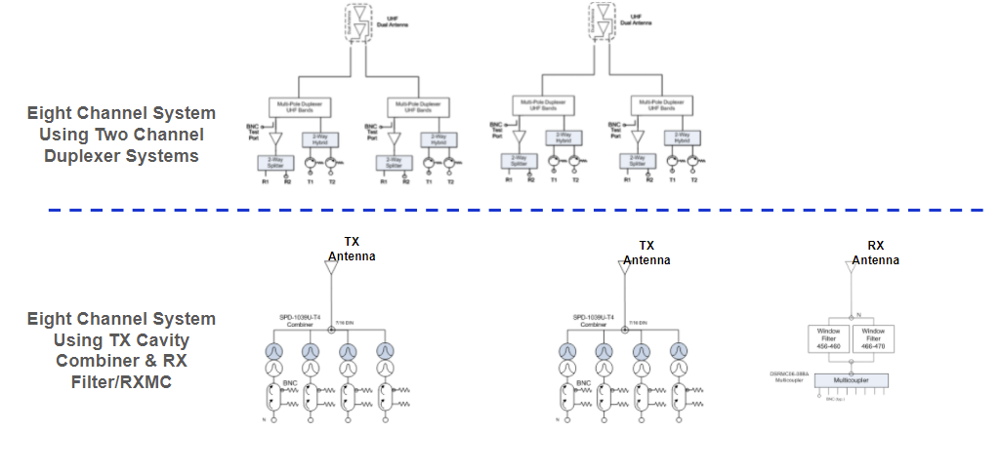 Eight Channel System
Using Two Channel
Duplexer Systems
UHF
Dual Antenna
Dual Antenna
Multi-Pole Duplexer
UHF Bands
BNC
Test
Port
2-Way
Hybrid
2-Way
Splitter
R1 R2 T1 T2
Multi-Pole Duplexer
UHF Bands
BNC
Test
Port
2-Way
Hybrid
2-Way
Splitter
R1 R2 T1 T2
UHF
Dual Antenna
Dual Antenna
Multi-Pole Duplexer
UHF Bands
BNC
Test
Port
2-Way
Hybrid
2-Way
Splitter
R1 R2 T1 T2
Multi-Pole Duplexer
UHF Bands
BNC
Test
Port
2-Way
Hybrid
2-Way
Splitter
R1 R2 T1 T2
Eight Channel System
Using TX Cavity
Combiner & RX
Filter/RXMC
TX
Antenna
SPD-1039U-T4
Combiner
7/16 DIN
BNC
N
TX
Antenna
SPD-1039U-T4
Combiner
7/16 DIN
BNC
N
RX
Antenna
N
Window
Filter
456-460
Window
Filter
466-470
Multicoupler
Multicoupler